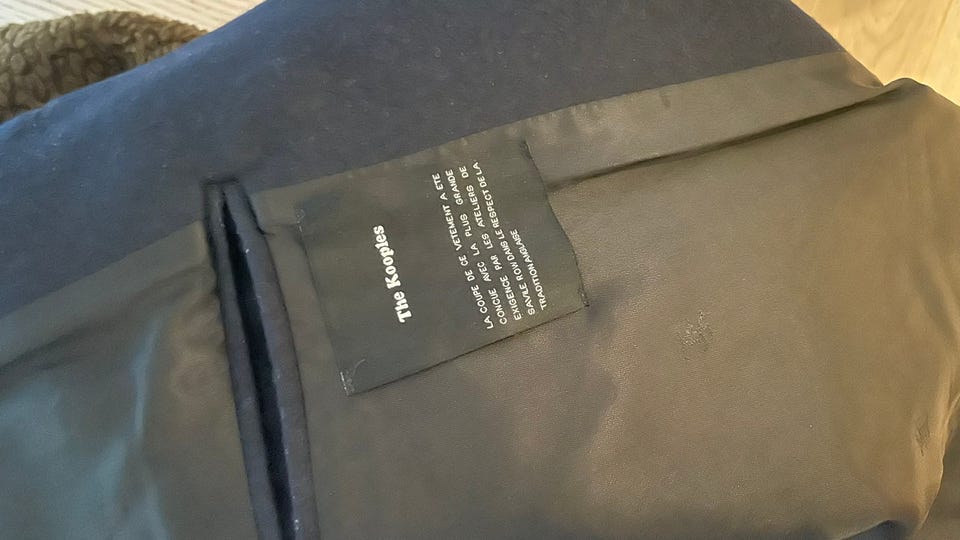 The Kooples
LA COUPE DE CE VETEMENT A ETE
CONCUE AVEC LA PLUS GRANDE
EXIGENCE PAR LES ATELIERS DE
SAVILE ROW DANS LE RESPECT DE LA
TRADITION ANGLAISE